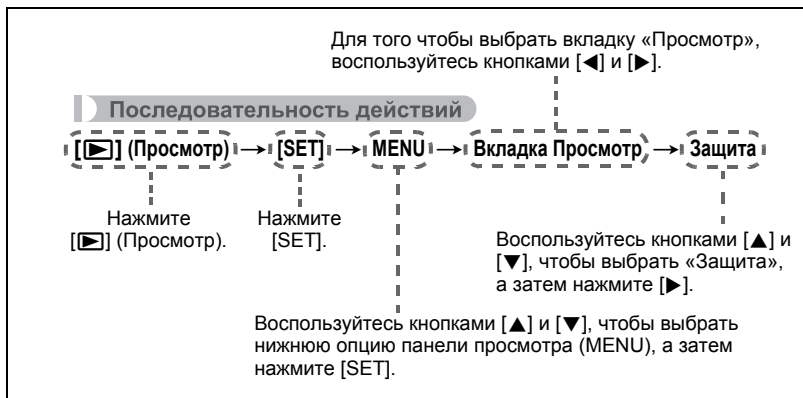 Для того чтобы выбрать вкладку «Просмотр»,
воспользуйтесь кнопками [◀] и [▶].
Последовательность действий
[▶] (Просмотр) → [SET] → MENU → Вкладка Просмотр → Защита
Нажмите
[▶] (Просмотр).
Нажмите
[SET].
Воспользуйтесь кнопками [▲] и
[▼], чтобы выбрать «Защита»,
а затем нажмите [▶].
Воспользуйтесь кнопками [▲] и [▼], чтобы выбрать
нижнюю опцию панели просмотра (MENU), а затем
нажмите [SET].